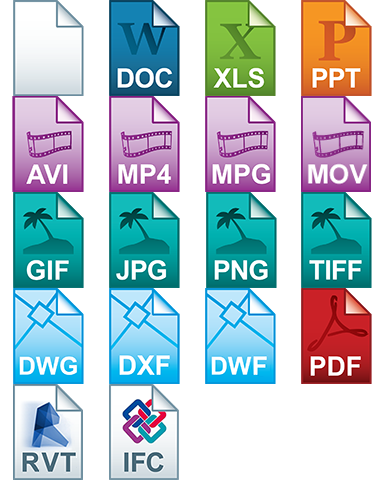 W X P
DOC XLS PPT
AVI MP4 MPG MOV
GIF JPG PNG TIFF
DWG DXF DWF PDF
RVT IFC